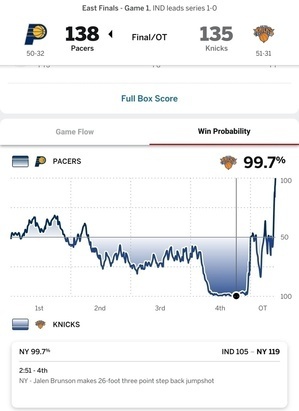 East Finals - Game 1, IND leads series 1-0
138 Final/OT 135
Pacers Knicks
50-32 51-31
Full Box Score
Game Flow Win Probability
PACERS 99.7%
100
100
1st 2nd 3rd 4th OT
KNICKS
NY 99.7% IND 105 - NY 119
2:51 - 4th
NY - Jalen Brunson makes 26-foot three point step back jumpshot